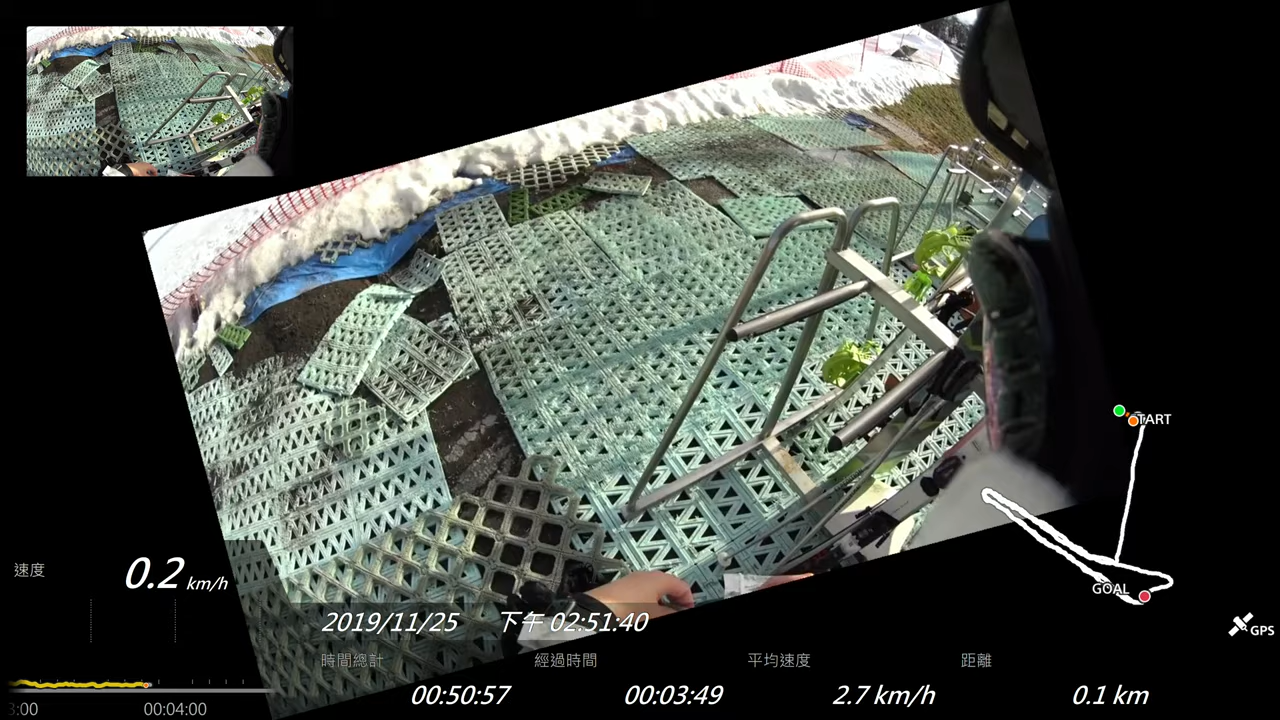 TART
GOAL
速度
0.2 km/h
GPS
2019/11/25 下午 02:51:40
時間總計 經過時間 平均速度 距離
00:50:57 00:03:49 2.7 km/h 0.1 km
3:00 00:04:00